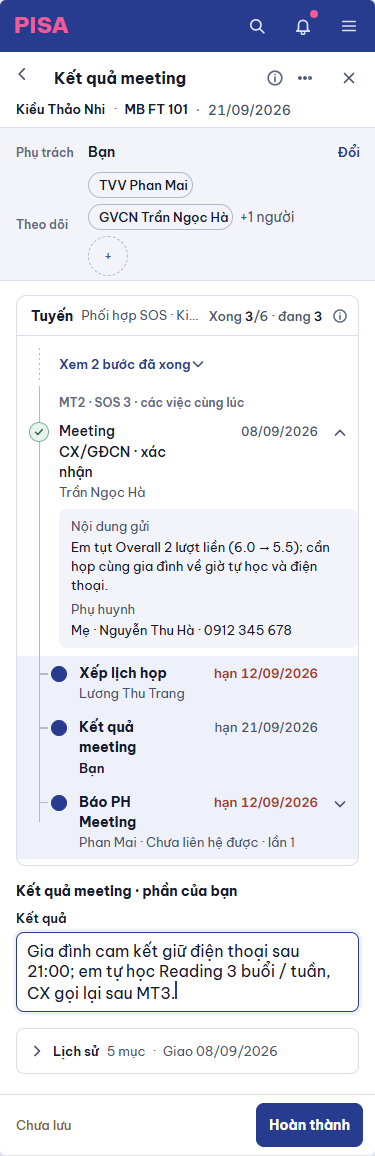 PISA
Kết quả meeting
Kiều Thảo Nhi · MB FT 101 · 21/09/2026
Phụ trách Bạn Đổi
TVV Phan Mai
Theo dõi GVCN Trần Ngọc Hà +1 người
+
Tuyến Phối hợp SOS · Ki... Xong 3/6 · đang 3
Xem 2 bước đã xong
MT2 · SOS 3 · các việc cùng lúc
Meeting 08/09/2026
CX/GĐCN · xác
nhận
Trần Ngọc Hà
Nội dung gửi
Em tụt Overall 2 lượt liền (6.0 → 5.5); cần
họp cùng gia đình về giờ tự học và điện
thoại.
Phụ huynh
Mẹ · Nguyễn Thu Hà · 0912 345 678
Xếp lịch họp hạn 12/09/2026
Lương Thu Trang
Kết quả hạn 21/09/2026
meeting
Bạn
Báo PH hạn 12/09/2026
Meeting
Phan Mai · Chưa liên hệ được · lần 1
Kết quả meeting · phần của bạn
Kết quả
Gia đình cam kết giữ điện thoại sau
21:00; em tự học Reading 3 buổi / tuần,
CX gọi lại sau MT3.
Lịch sử 5 mục · Giao 08/09/2026
Chưa lưu Hoàn thành